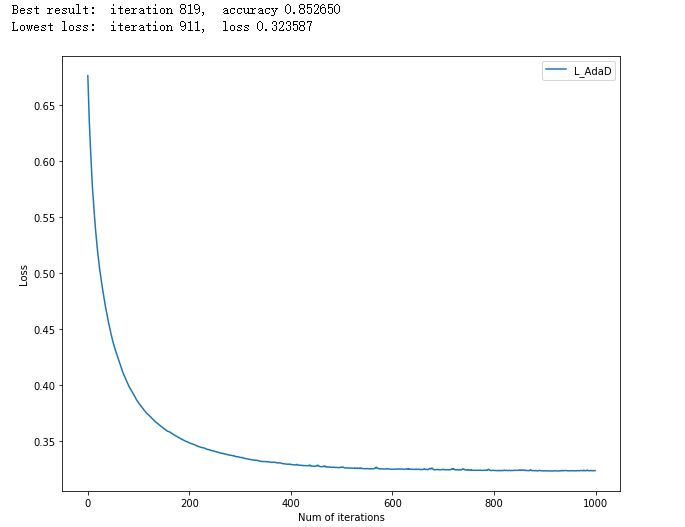 Best result: iteration 819, accuracy 0.852650
Lowest loss: iteration 911, loss 0.323587
L_AdaD
0.65
0.60
0.55
0.50
0.45
0.40
0.35
Loss
0 200 400 600 800 1000
Num of iterations